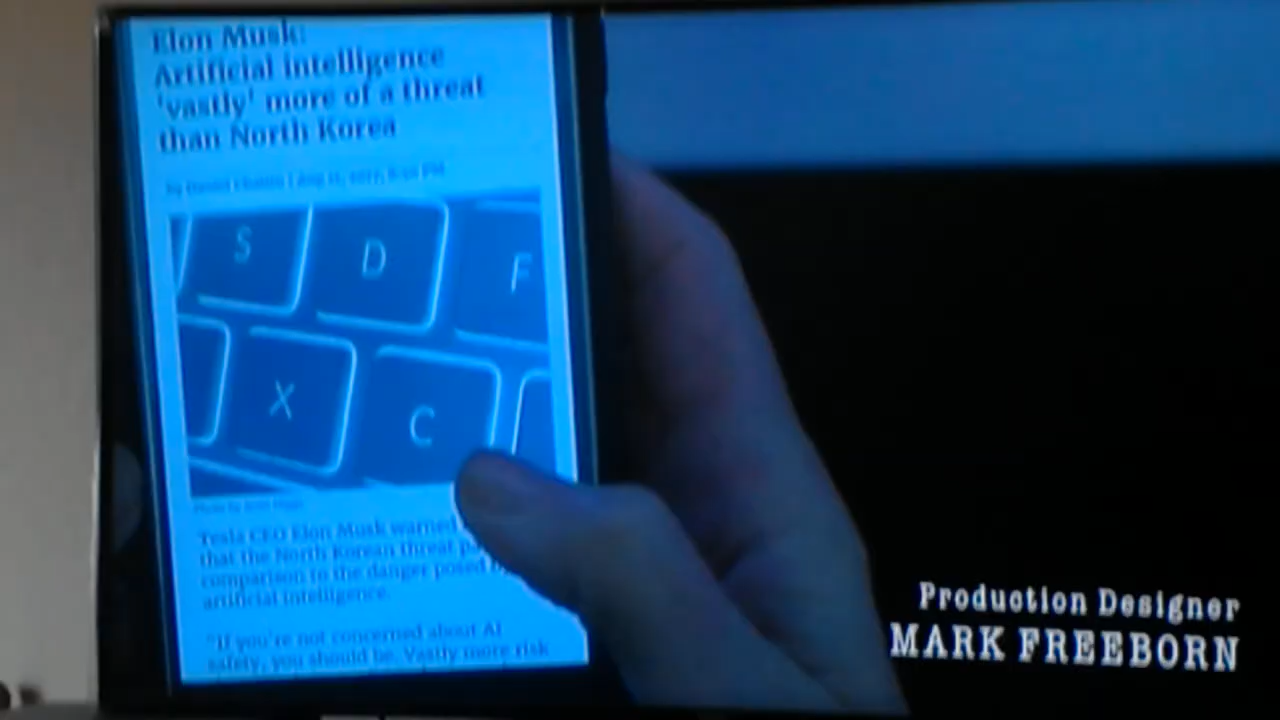 Elon Musk:
Artificial intelligence
'vastly' more of a threat
than North Korea
S D F
X C
Tesla CEO Elon Musk warned
that the North Korean threat
comparison to the danger posed
artificial intelligence.
"If you're not concerned about AI
safety, you should be. Vastly more risk
Production Designer
MARK FREEBORN